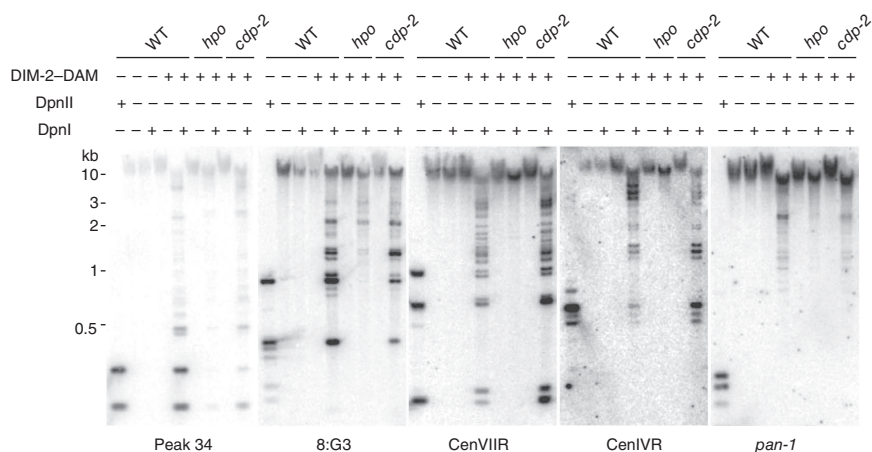 WT hpo cdp-2 WT hpo cdp-2 WT hpo cdp-2 WT hpo cdp-2 WT hpo cdp-2
DIM-2–DAM – – – + + + + + + – – – + + + + + + – – – + + + + + + – – – + + + + + + – – – + + + + + +
DpnII + – – – – – – – – + – – – – – – – – + – – – – – – – – + – – – – – – – – + – – – – – – – –
DpnI – – + – + – + – + – – + – + – + – + – – + – + – + – + – – + – + – + – + – – + – + – + – +
kb
10-
3-
2-
1-
0.5-
Peak 34 8:G3 CenVIIR CenIVR pan-1